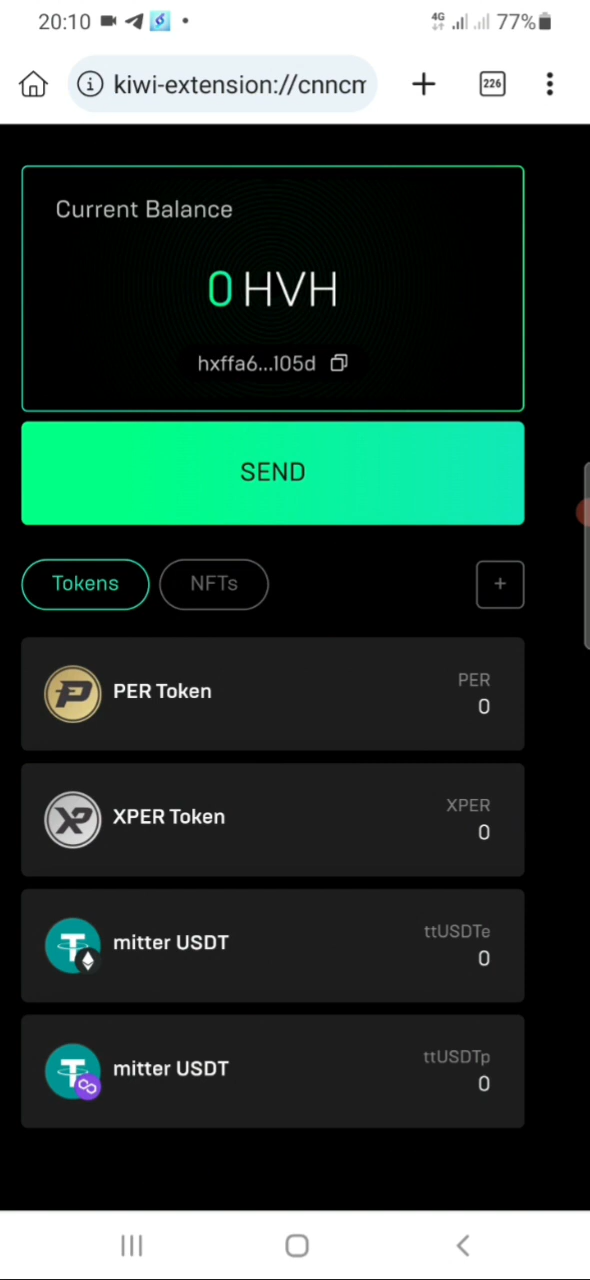 20:10 4G 77%
kiwi-extension://cnncm
226
Current Balance
0 HVH
hxffa6...105d
SEND
Tokens NFTs +
PER Token PER
0
XPER Token XPER
0
mitter USDT ttUSDTe
0
mitter USDT ttUSDTp
0